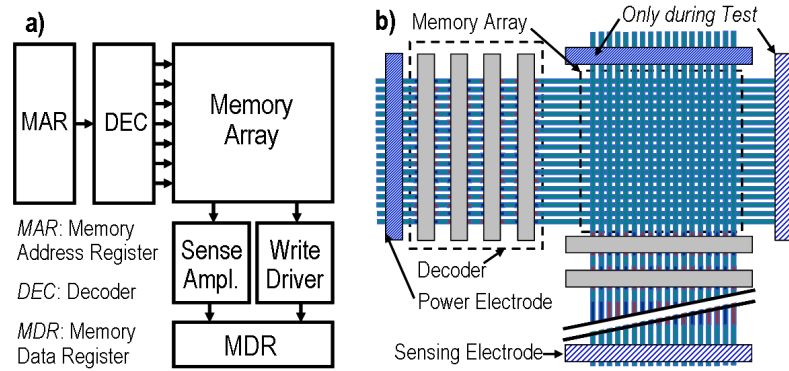 a)
MAR
DEC
Memory
Array
Sense
Ampl.
Write
Driver
MDR
MAR: Memory
Address Register
DEC: Decoder
MDR: Memory
Data Register
b)
Memory Array
Only during Test
Decoder
Power Electrode
Sensing Electrode